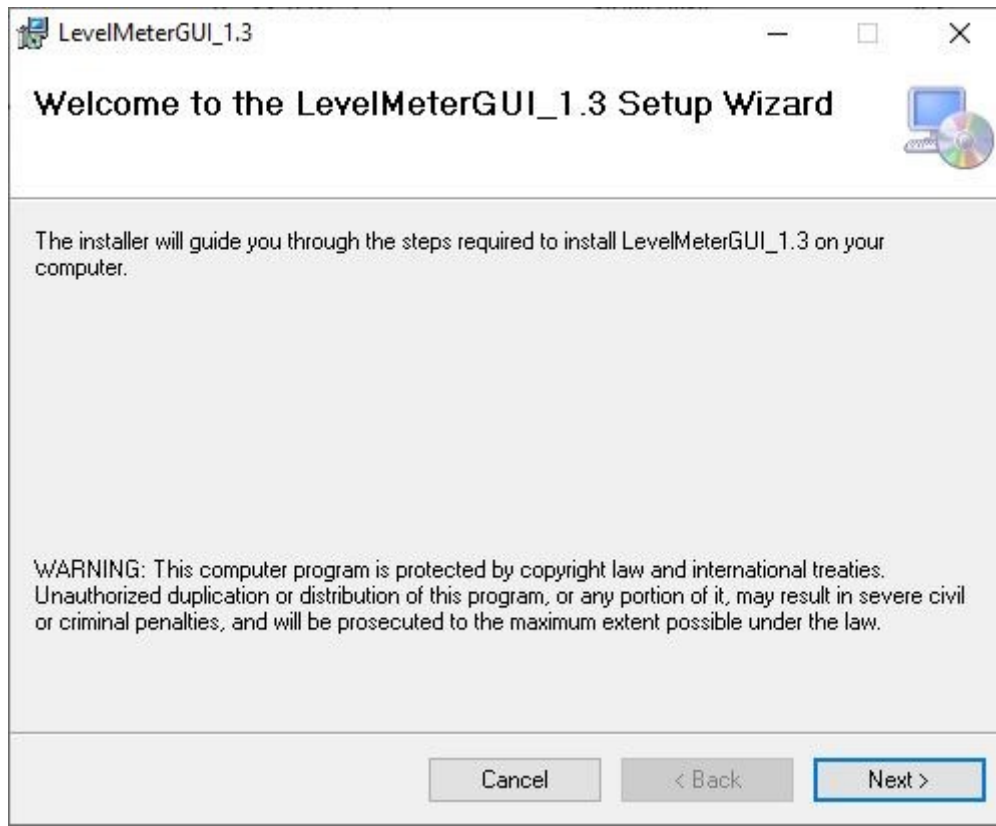 LevelMeterGUI_1.3
Welcome to the LevelMeterGUI_1.3 Setup Wizard
The installer will guide you through the steps required to install LevelMeterGUI_1.3 on your
computer.
WARNING: This computer program is protected by copyright law and international treaties.
Unauthorized duplication or distribution of this program, or any portion of it, may result in severe civil
or criminal penalties, and will be prosecuted to the maximum extent possible under the law.
Cancel < Back Next >